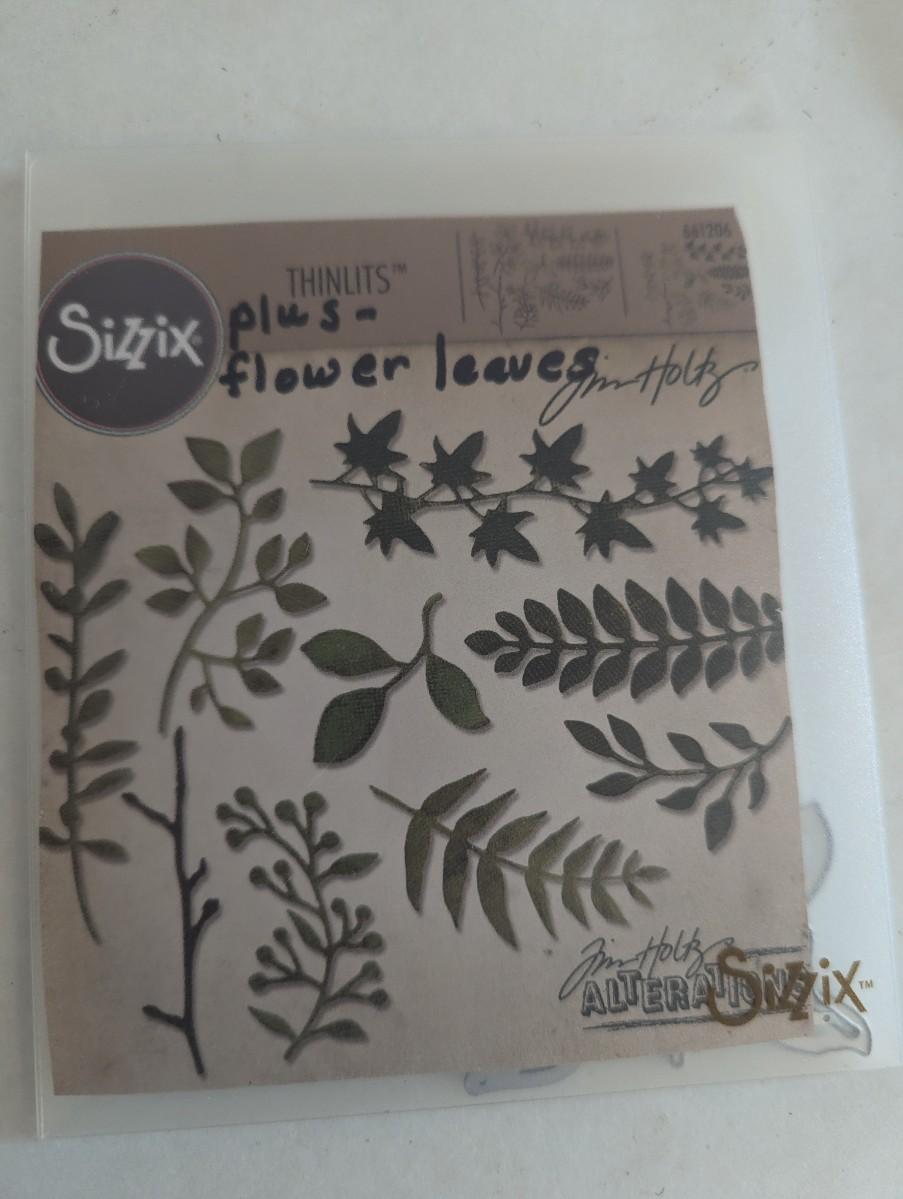 661206
THINLITS™
Sizzix®
plus-
flower leaves
Tim Holtz
Tim Holtz
ALTERATIONS
Sizzix™